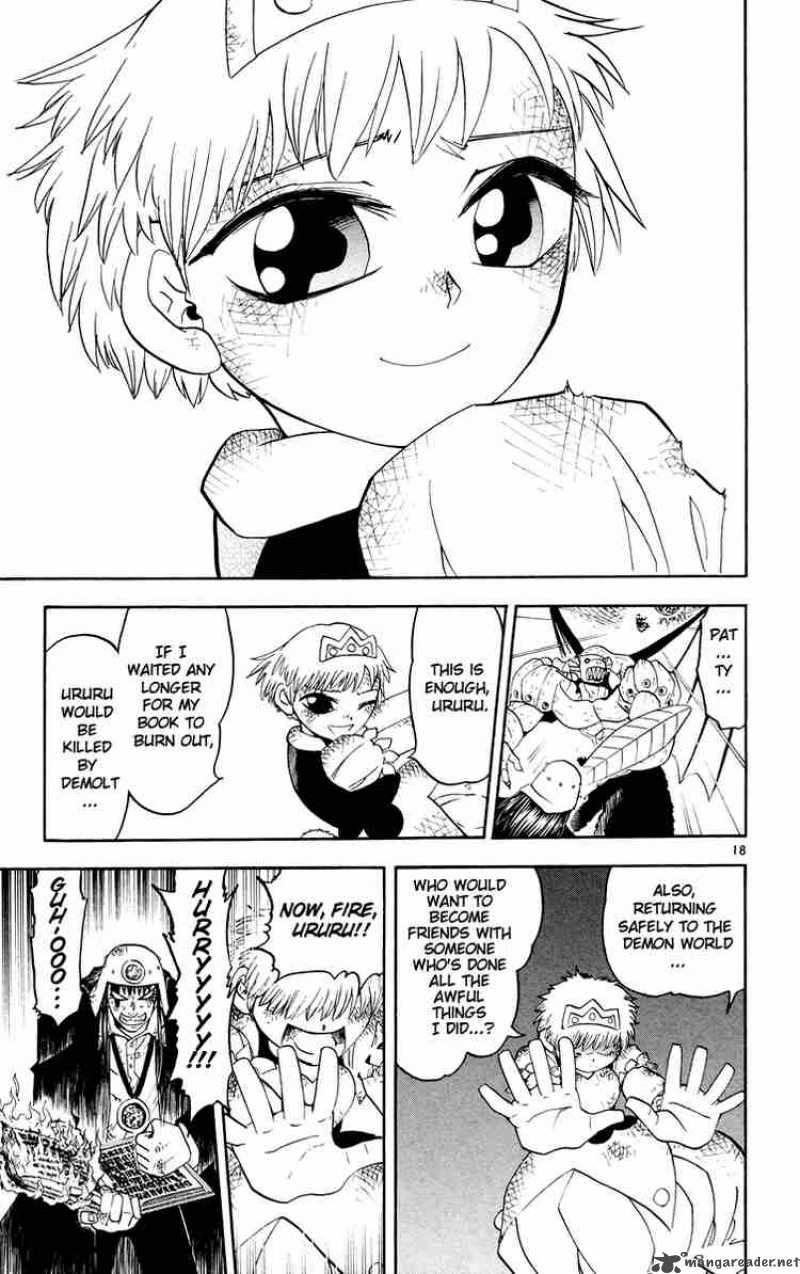 PAT
...
TY
...
THIS IS
ENOUGH,
URURU.
IF I
WAITED ANY
LONGER
FOR MY
BOOK TO
BURN OUT,
URURU
WOULD
BE
KILLED
BY
DEMOLT
...
18
ALSO,
RETURNING
SAFELY TO THE
DEMON WORLD
...
WHO WOULD
WANT TO
BECOME
FRIENDS WITH
SOMEONE
WHO'S DONE
ALL THE
AWFUL
THINGS
I DID...?
NOW, FIRE,
URURU!!
HURRYYYYY!!!
GUH-OOO...
mangareader.net